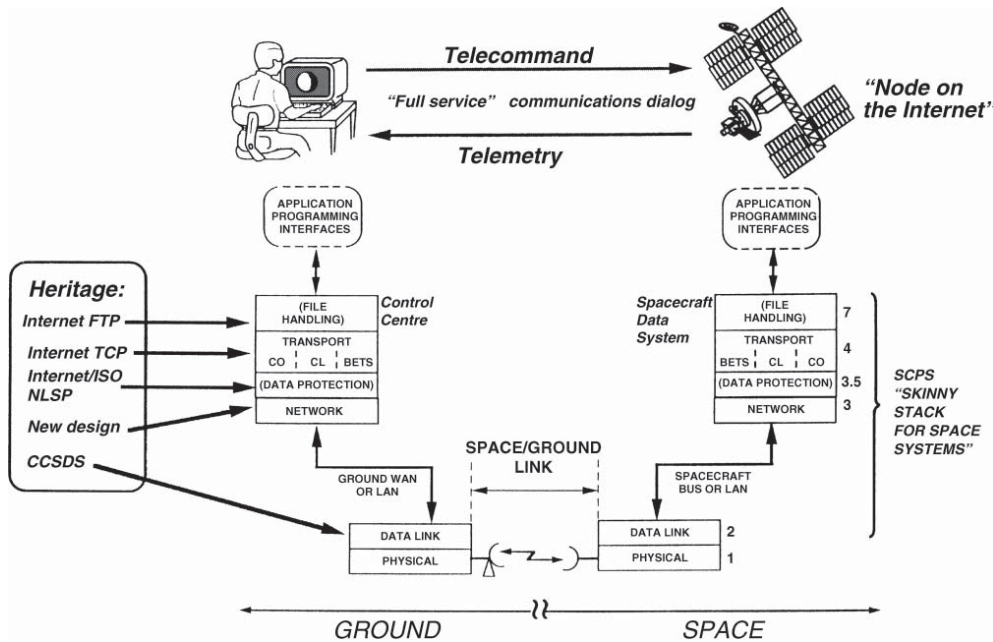 Telecommand
"Full service" communications dialog
Telemetry
"Node on
the Internet"
APPLICATION
PROGRAMMING
INTERFACES
APPLICATION
PROGRAMMING
INTERFACES
Heritage:
Internet FTP
Internet TCP
Internet/ISO
NLSP
New design
CCSDS
(FILE
HANDLING)
TRANSPORT
CO CL BETS
(DATA PROTECTION)
NETWORK
Control
Centre
Spacecraft
Data
System
(FILE
HANDLING)
7
TRANSPORT
4
BETS CL CO
(DATA PROTECTION)
3.5
NETWORK
3
SCPS
"SKINNY
STACK
FOR SPACE
SYSTEMS"
GROUND WAN
OR LAN
SPACE/GROUND
LINK
SPACECRAFT
BUS OR LAN
DATA LINK
PHYSICAL
DATA LINK
2
PHYSICAL
1
GROUND
SPACE